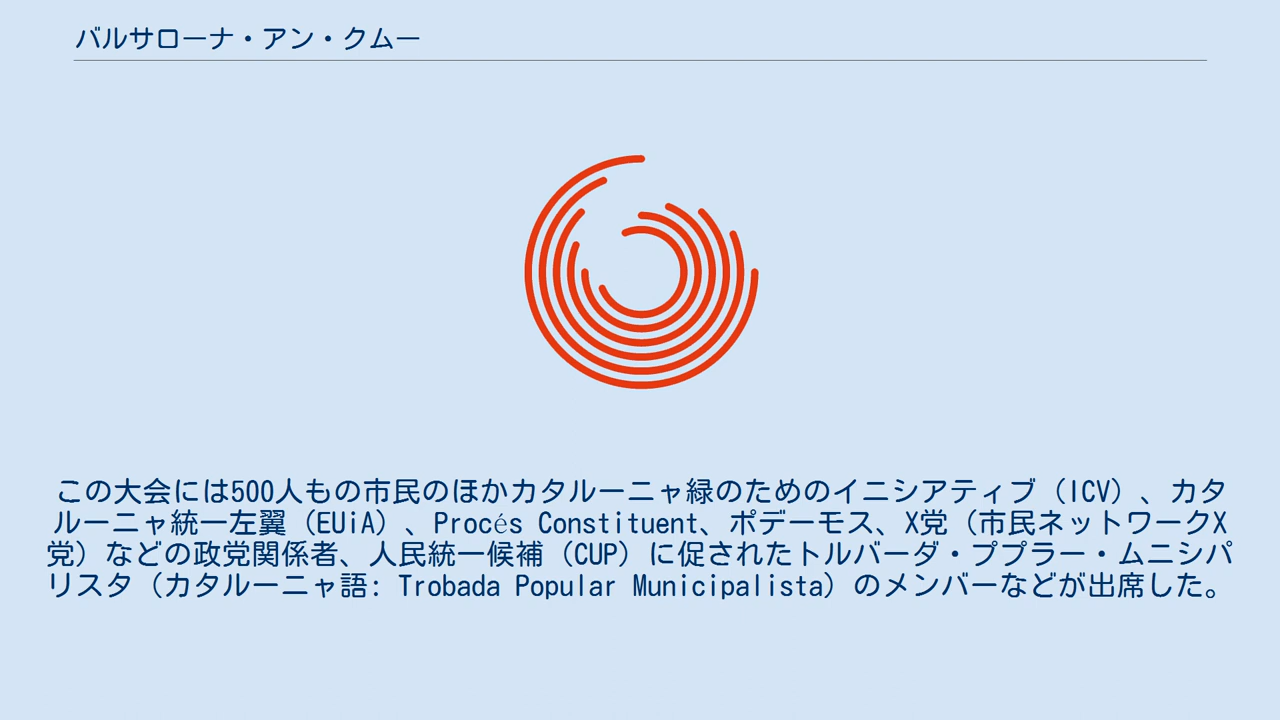 バルサローナ・アン・クムー
この大会には500人もの市民のほかカタルーニャ緑のためのイニシアティブ（ICV）、カタ
ルーニャ統一左翼（EUiA）、Procés Constituent、ポデーモス、X党（市民ネットワークX
党）などの政党関係者、人民統一候補（CUP）に促されたトルバーダ・ププラー・ムニシパ
リスタ（カタルーニャ語: Trobada Popular Municipalista）のメンバーなどが出席した。